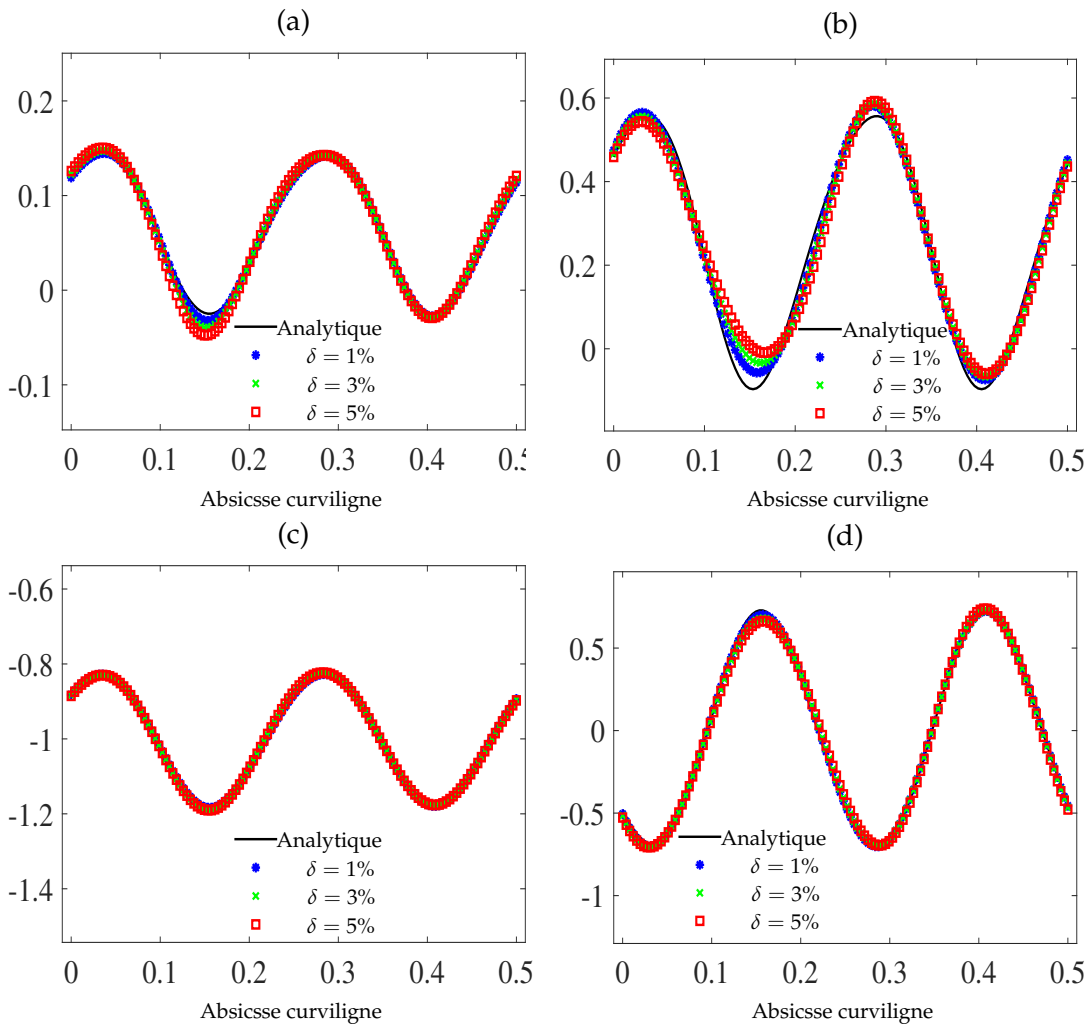 (a)
0.2
0.1
0
-0.1
Analytique
δ = 1%
δ = 3%
δ = 5%
0 0.1 0.2 0.3 0.4 0.5
Absicsse curviligne
(b)
0.6
0.4
0.2
0
Analytique
δ = 1%
δ = 3%
δ = 5%
0 0.1 0.2 0.3 0.4 0.5
Absicsse curviligne
(c)
-0.6
-0.8
-1
-1.2
-1.4
Analytique
δ = 1%
δ = 3%
δ = 5%
0 0.1 0.2 0.3 0.4 0.5
Absicsse curviligne
(d)
0.5
0
-0.5
-1
Analytique
δ = 1%
δ = 3%
δ = 5%
0 0.1 0.2 0.3 0.4 0.5
Absicsse curviligne